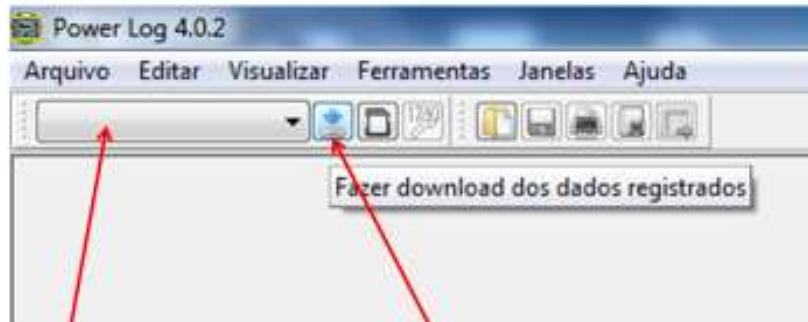 Power Log 4.0.2
Arquivo Editar Visualizar Ferramentas Janelas Ajuda
Fazer download dos dados registrados